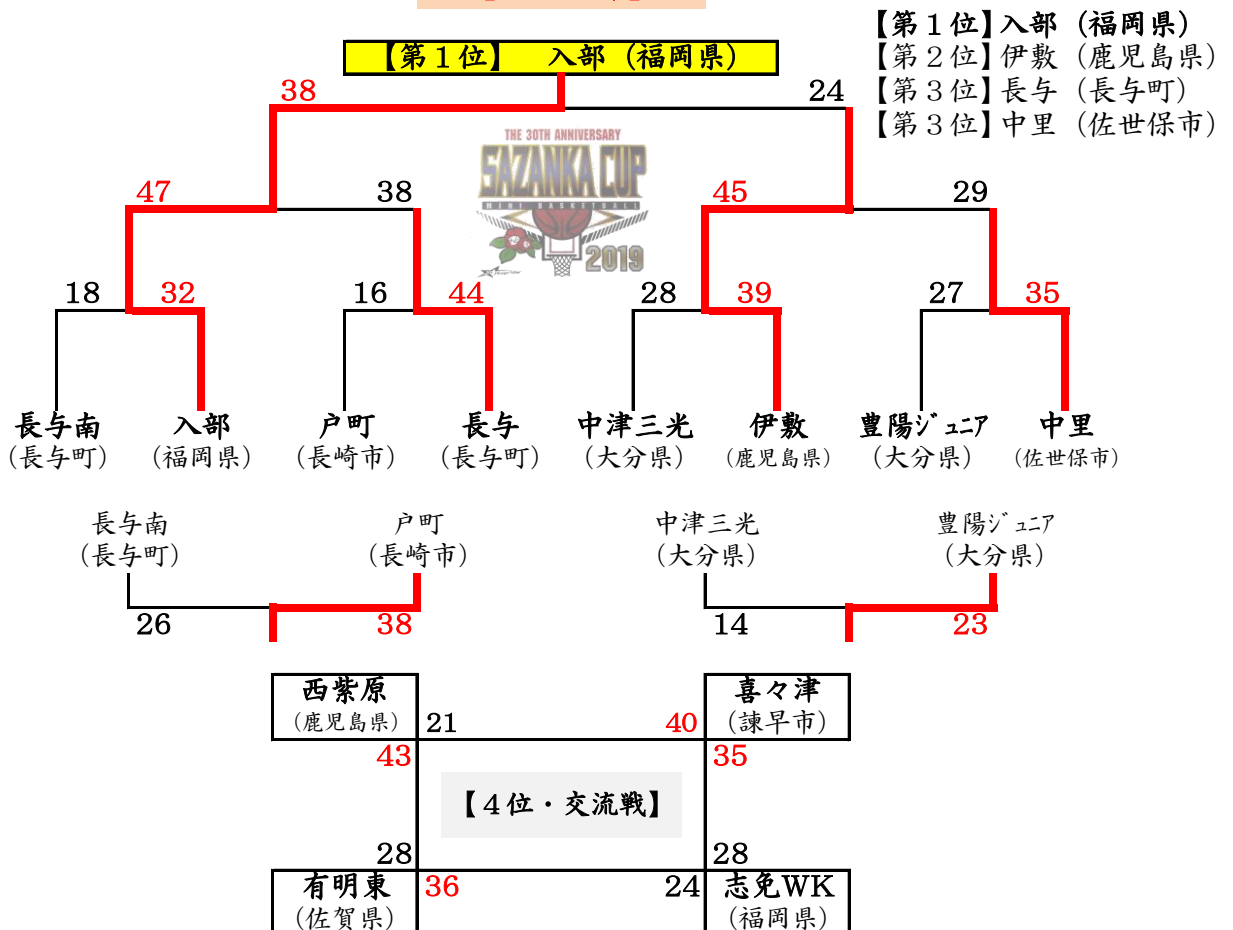 【第１位】入部（福岡県）
【第２位】伊敷（鹿児島県）
【第３位】長与（長与町）
【第３位】中里（佐世保市）
【第１位】　入部（福岡県）
38 24
THE 30TH ANNIVERSARY
SAZANKA CUP
MINI BASKETBALL
2019
47 38 45 29
18 32 16 44 28 39 27 35
長与南 入部 戸町 長与 中津三光 伊敷 豊陽ｼﾞｭﾆｱ 中里
（長与町） （福岡県） （長崎市） （長与町） （大分県） （鹿児島県） （大分県） （佐世保市）
長与南 戸町 中津三光 豊陽ｼﾞｭﾆｱ
（長与町） （長崎市） （大分県） （大分県）
26 38 14 23
西紫原 喜々津
（鹿児島県） 21 40 （諫早市）
43 35
【４位・交流戦】
28 28
有明東 36 24 志免WK
（佐賀県） （福岡県）